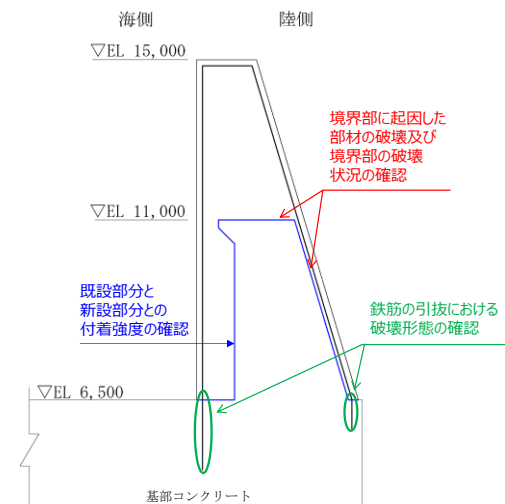 海側
陸側
▽EL 15,000
境界部に起因した
部材の破壊及び
境界部の破壊
状況の確認
▽EL 11,000
既設部分と
新設部分との
付着強度の確認
鉄筋の引抜における
破壊形態の確認
▽EL 6,500
基部コンクリート